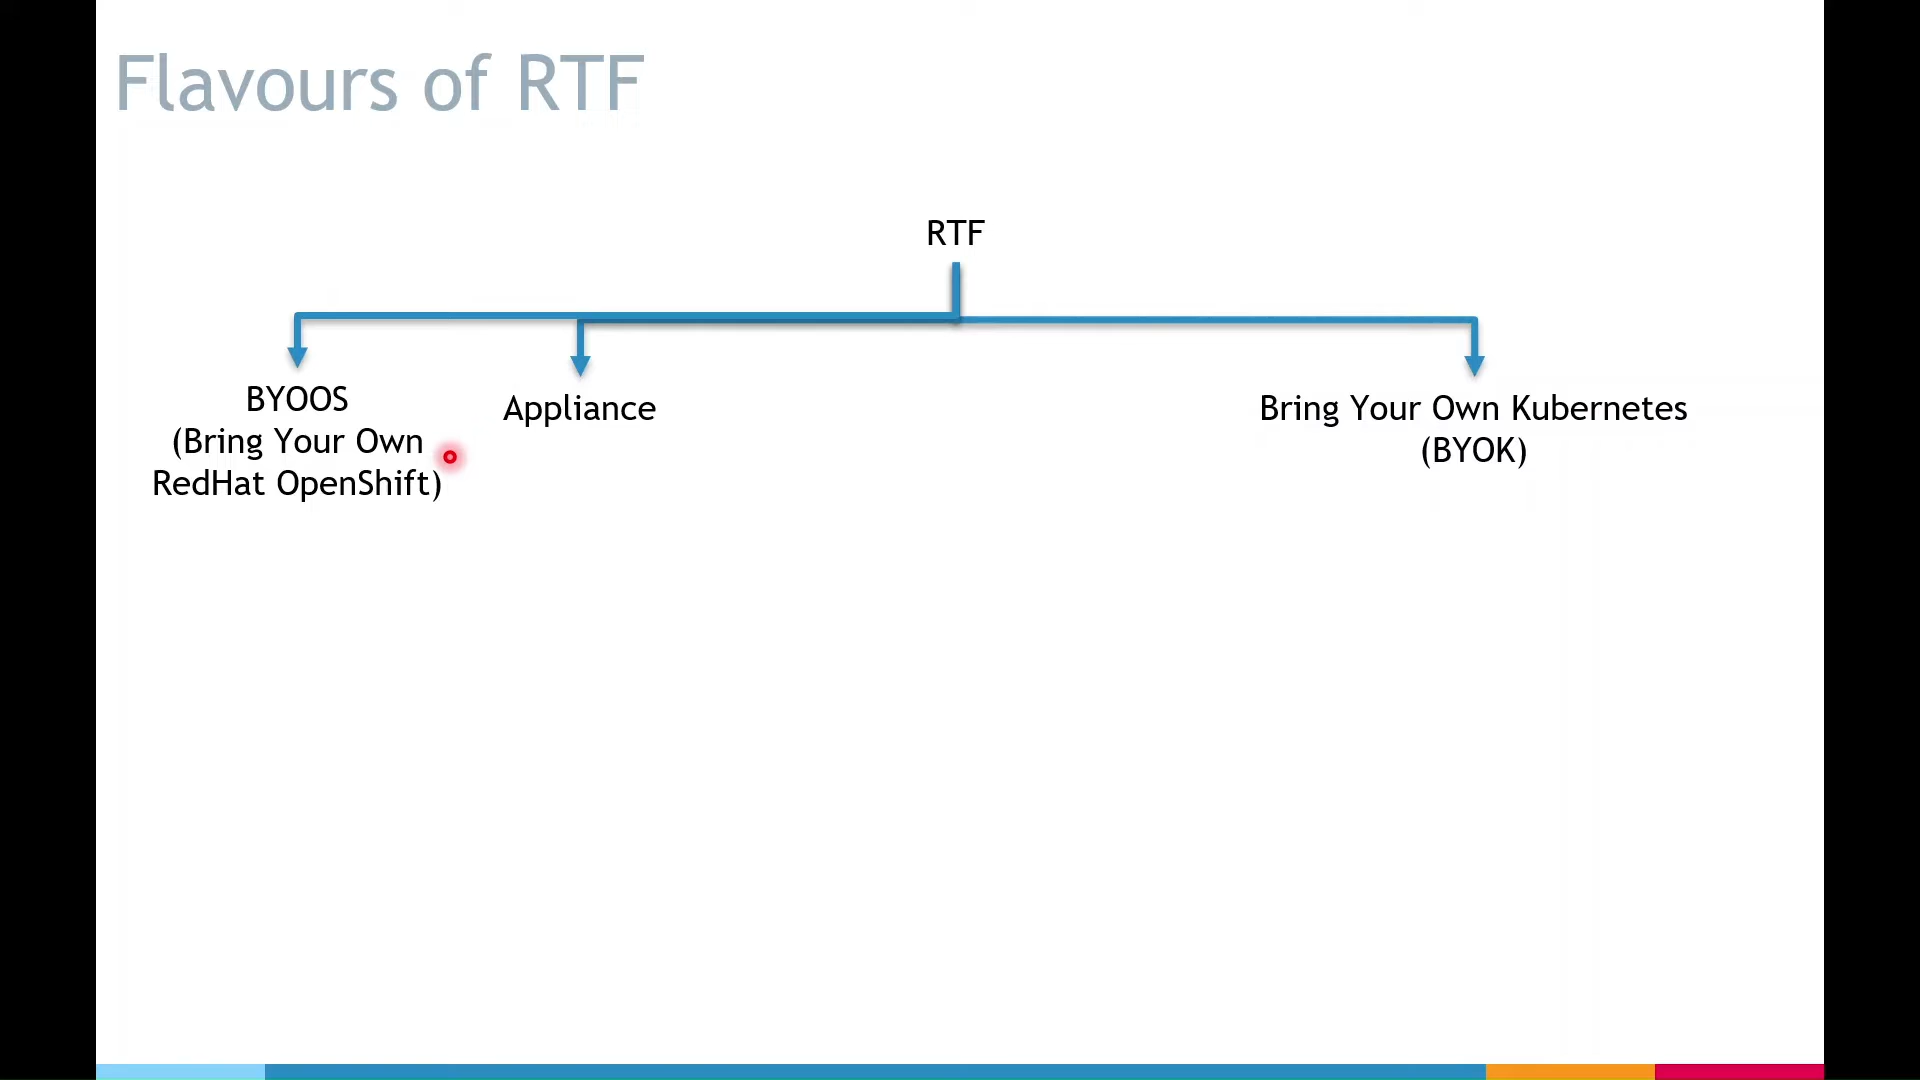 Flavours of RTF
RTF
BYOOS
(Bring Your Own
RedHat OpenShift)
Appliance
Bring Your Own Kubernetes
(BYOK)